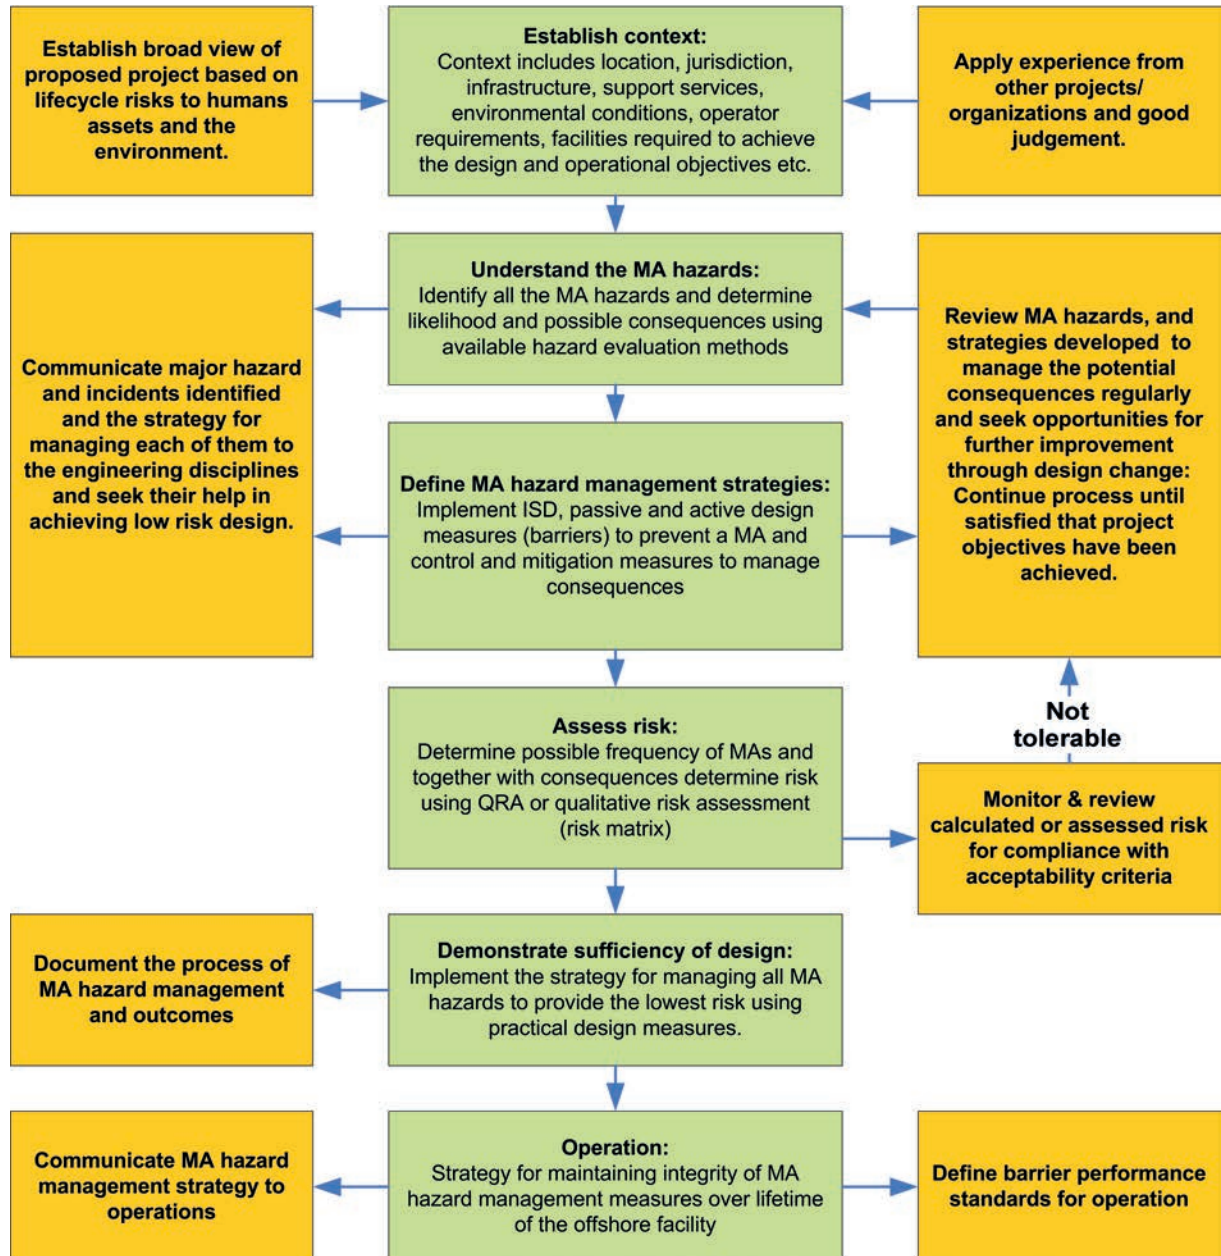 Establish broad view of
proposed project based on
lifecycle risks to humans
assets and the
environment.
Establish context:
Context includes location, jurisdiction,
infrastructure, support services,
environmental conditions, operator
requirements, facilities required to achieve
the design and operational objectives etc.
Apply experience from
other projects/
organizations and good
judgement.
Communicate major hazard
and incidents identified
and the strategy for
managing each of them to
the engineering disciplines
and seek their help in
achieving low risk design.
Understand the MA hazards:
Identify all the MA hazards and determine
likelihood and possible consequences using
available hazard evaluation methods
Define MA hazard management strategies:
Implement ISD, passive and active design
measures (barriers) to prevent a MA and
control and mitigation measures to manage
consequences
Review MA hazards, and
strategies developed to
manage the potential
consequences regularly
and seek opportunities for
further improvement
through design change:
Continue process until
satisfied that project
objectives have been
achieved.
Not
tolerable
Assess risk:
Determine possible frequency of MAs and
together with consequences determine risk
using QRA or qualitative risk assessment
(risk matrix)
Monitor & review
calculated or assessed risk
for compliance with
acceptability criteria
Document the process of
MA hazard management
and outcomes
Demonstrate sufficiency of design:
Implement the strategy for managing all MA
hazards to provide the lowest risk using
practical design measures.
Communicate MA hazard
management strategy to
operations
Operation:
Strategy for maintaining integrity of MA
hazard management measures over lifetime
of the offshore facility
Define barrier performance
standards for operation